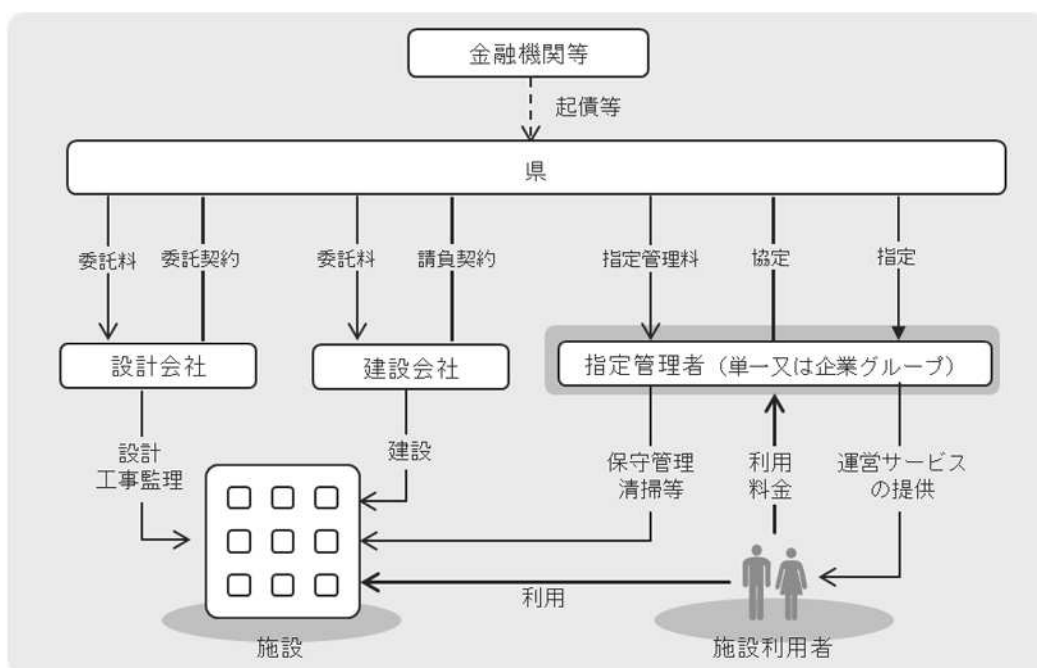 金融機関等
起債等
県
委託料
委託契約
委託料
請負契約
指定管理料
協定
指定
設計会社
建設会社
指定管理者（単一又は企業グループ）
設計
工事監理
建設
保守管理
清掃等
利用
料金
運営サービス
の提供
利用
施設
施設利用者